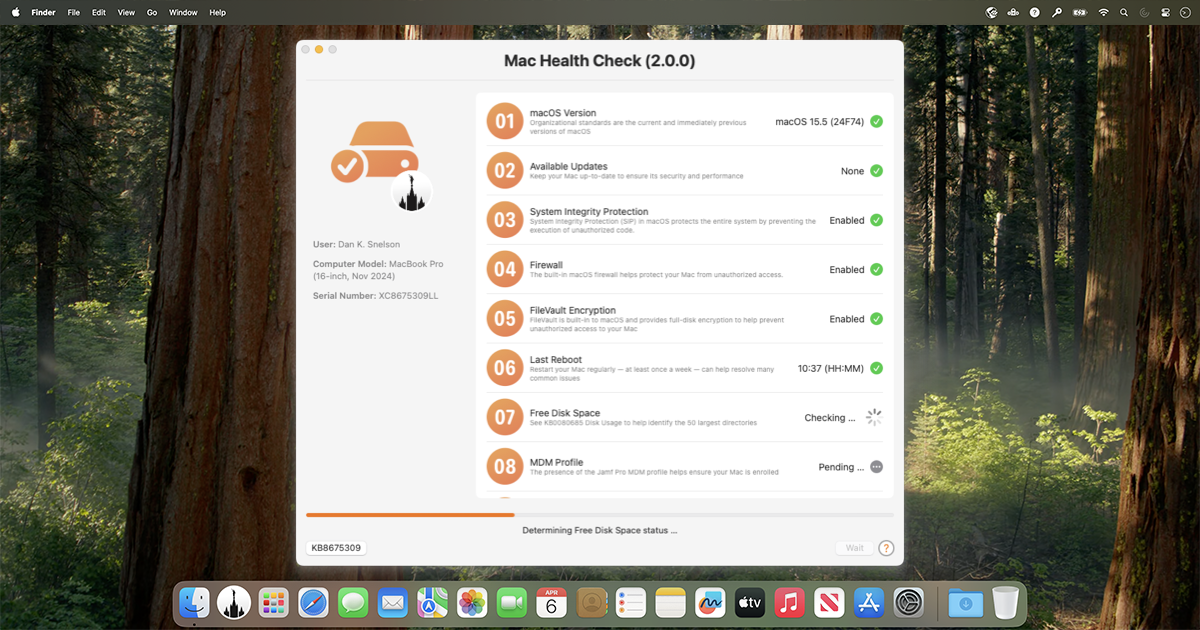 Finder File Edit View Go Window Help
Mac Health Check (2.0.0)
User: Dan K. Snelson
Computer Model: MacBook Pro
(16-inch, Nov 2024)
Serial Number: XC8675309LL
01
macOS Version
Organizational standards are the current and immediately previous
versions of macOS
macOS 15.5 (24F74)
02
Available Updates
Keep your Mac up-to-date to ensure its security and performance
None
03
System Integrity Protection
System Integrity Protection (SIP) in macOS protects the entire system by preventing the
execution of unauthorized code.
Enabled
04
Firewall
The built-in macOS firewall helps protect your Mac from unauthorized access.
Enabled
05
FileVault Encryption
FileVault is built-in to macOS and provides full-disk encryption to help prevent
unauthorized access to your Mac
Enabled
06
Last Reboot
Restart your Mac regularly — at least once a week — can help resolve many
common issues
10:37 (HH:MM)
07
Free Disk Space
See KB0080685 Disk Usage to help identify the 50 largest directories
Checking ...
08
MDM Profile
The presence of the Jamf Pro MDM profile helps ensure your Mac is enrolled
Pending ...
Determining Free Disk Space status ...
KB8675309
Wait
?
APR
6
tv